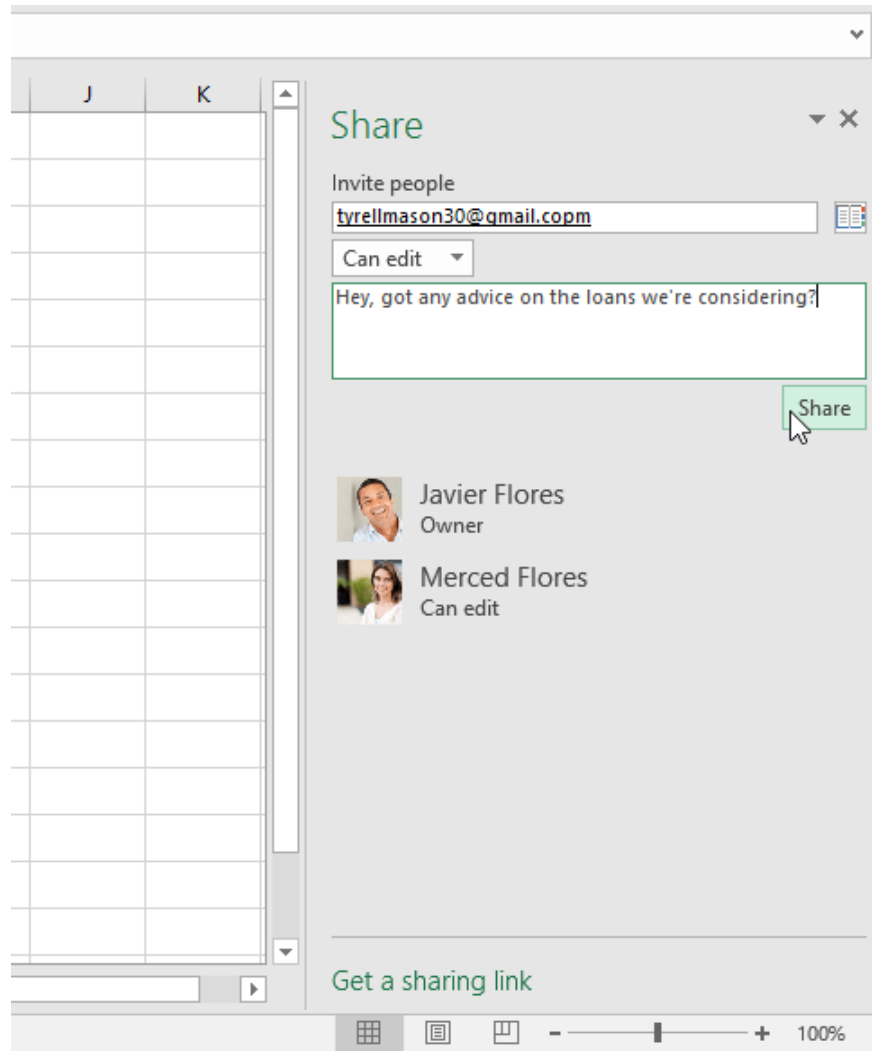 J K
Share
Invite people
tyrellmason30@gmail.copm
Can edit
Hey, got any advice on the loans we're considering?
Share
Javier Flores
Owner
Merced Flores
Can edit
Get a sharing link
- + 100%